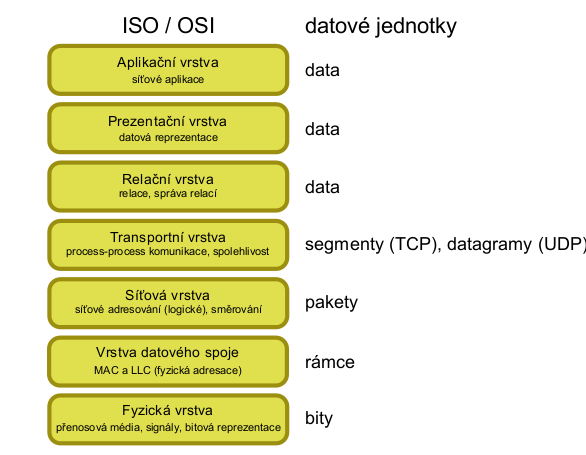 ISO / OSI datové jednotky
Aplikační vrstva
síťové aplikace
data
Prezentační vrstva
datová reprezentace
data
Relační vrstva
relace, správa relací
data
Transportní vrstva
process-process komunikace, spolehlivost
segmenty (TCP), datagramy (UDP)
Síťová vrstva
síťové adresování (logické), směrování
pakety
Vrstva datového spoje
MAC a LLC (fyzická adresace)
rámce
Fyzická vrstva
přenosová média, signály, bitová reprezentace
bity